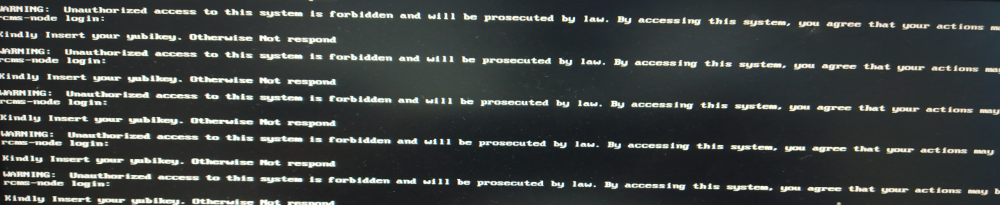 WARNING:  Unauthorized access to this system is forbidden and will be prosecuted by law. By accessing this system, you agree that your actions
rcms-node login:
Kindly Insert your yubikey. Otherwise Not respond
WARNING:  Unauthorized access to this system is forbidden and will be prosecuted by law. By accessing this system, you agree that your actions may
rcms-node login:
Kindly Insert your yubikey. Otherwise Not respond
WARNING:  Unauthorized access to this system is forbidden and will be prosecuted by law. By accessing this system, you agree that your actions may
rcms-node login:
Kindly Insert your yubikey. Otherwise Not respond
WARNING:  Unauthorized access to this system is forbidden and will be prosecuted by law. By accessing this system, you agree that your actions may
rcms-node login:
Kindly Insert your yubikey. Otherwise Not respond
WARNING:  Unauthorized access to this system is forbidden and will be prosecuted by law. By accessing this system, you agree that your actions may b
rcms-node login:
Kindly Insert your yubikey. Otherwise Not respond